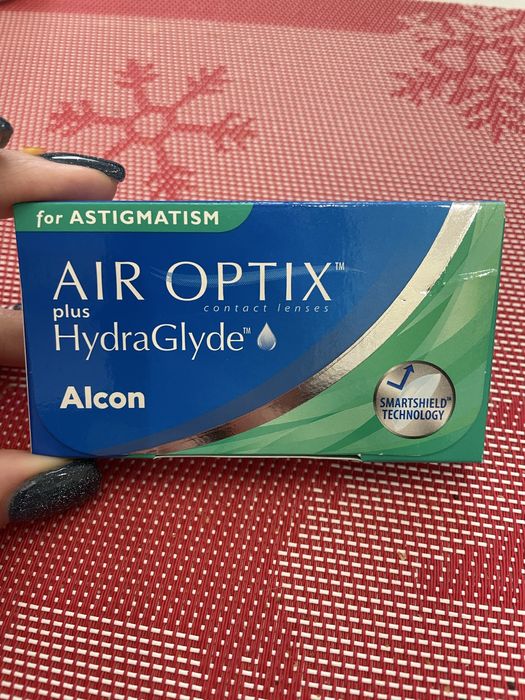 for ASTIGMATISM
AIR OPTIX™
contact lenses
plus
HydraGlyde™
Alcon
SMARTSHIELD™
TECHNOLOGY